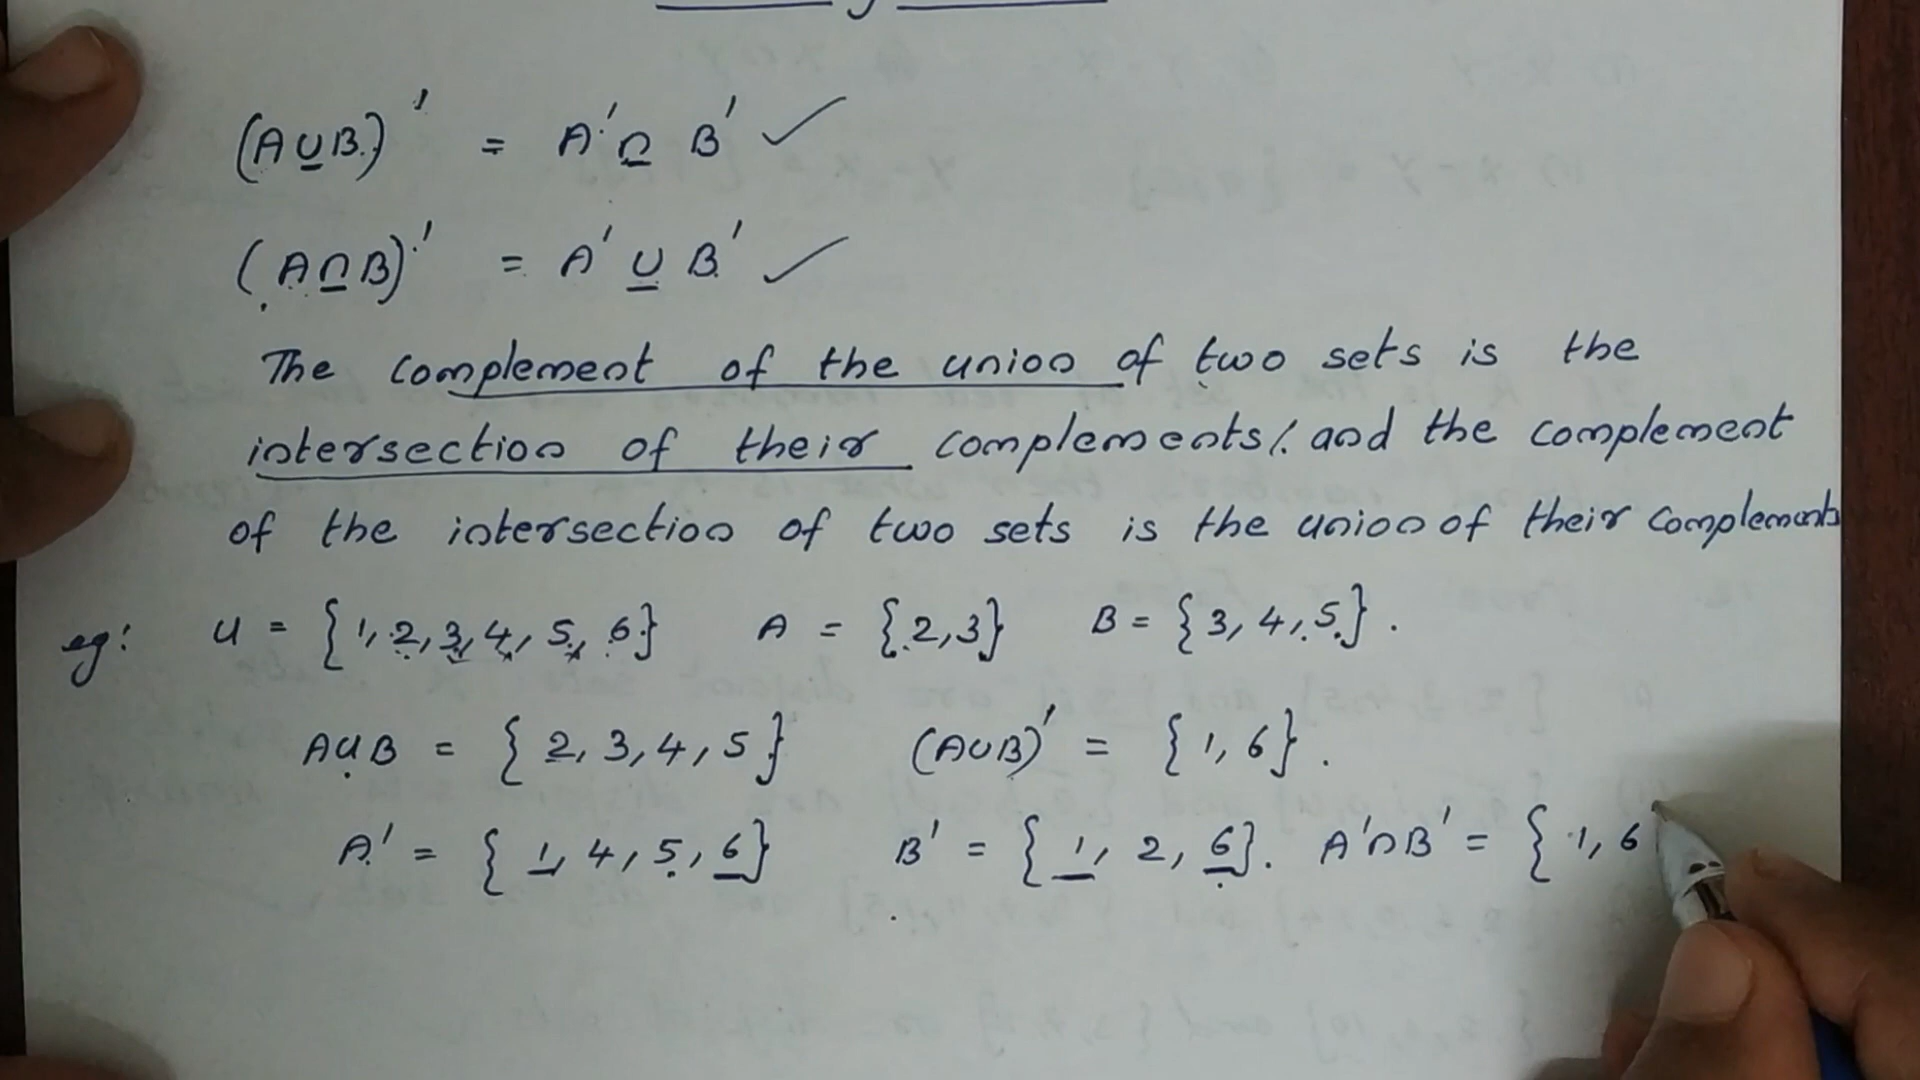 (A∪B)' = A'∩ B' ✓
(A∩B)' = A' ∪ B' ✓
The complement of the union of two sets is the
intersection of their complements. and the complement
of the intersection of two sets is the union of their complements
eg: U = {1, 2, 3, 4, 5, 6} A = {2,3} B = {3, 4, 5}.
A∪B = {2, 3, 4, 5} (A∪B)' = {1, 6}.
A' = {1, 4, 5, 6} B' = {1, 2, 6}. A'∩B' = {1, 6